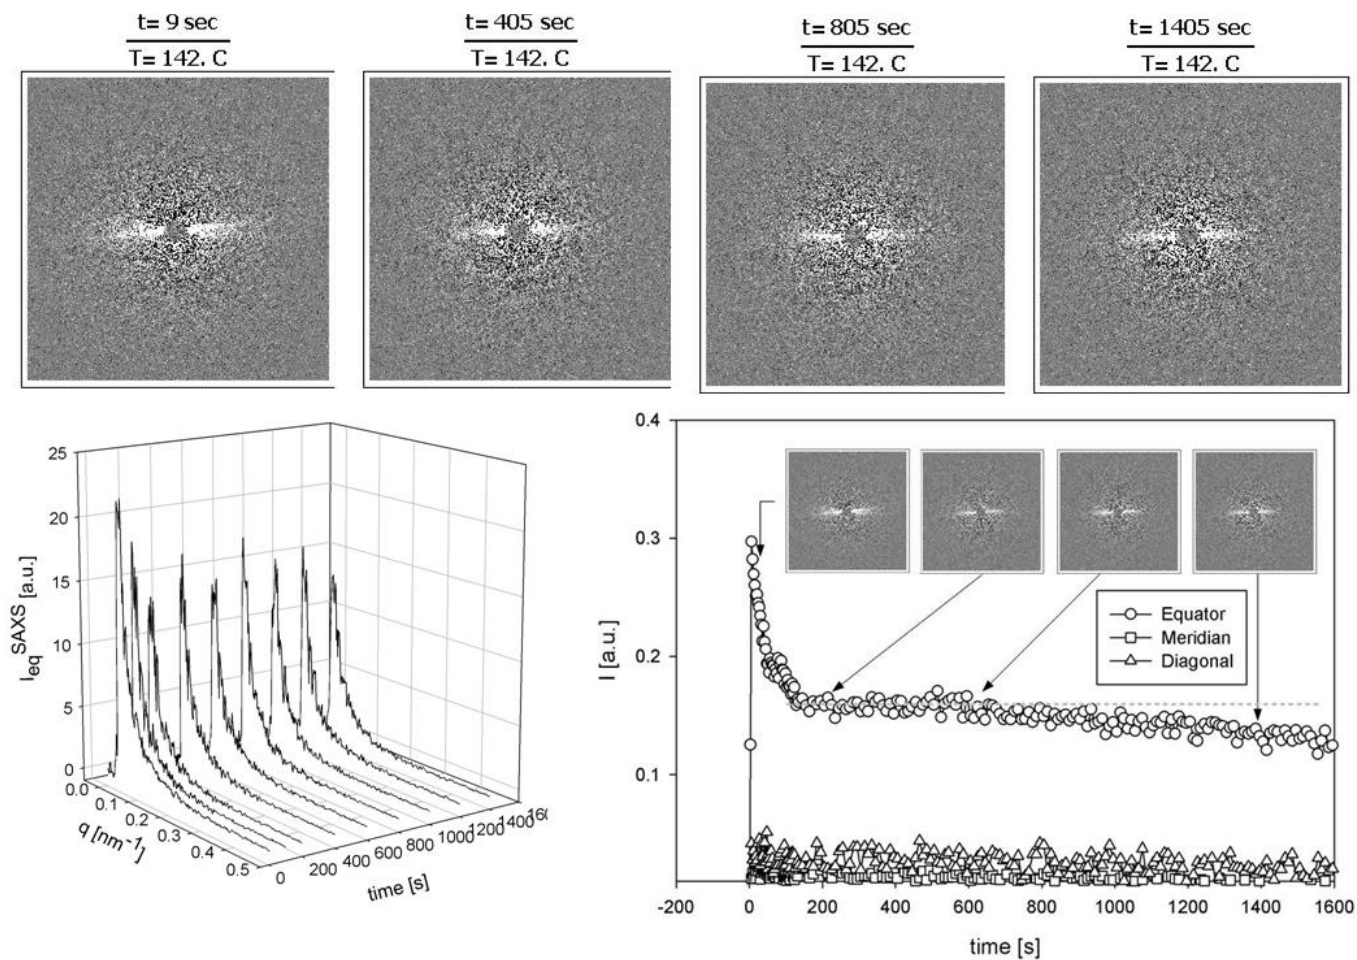 t= 9 sec
T= 142. C
t= 405 sec
T= 142. C
t= 805 sec
T= 142. C
t= 1405 sec
T= 142. C
25
20
15
10
5
0
I_eq^SAXS [a.u.]
0.0
0.1
0.2
0.3
0.4
0.5
q [nm^-1]
0
200
400
600
800
1000
1200
1400
160
time [s]
0.4
0.3
0.2
0.1
I [a.u.]
Equator
Meridian
Diagonal
-200
0
200
400
600
800
1000
1200
1400
1600
time [s]